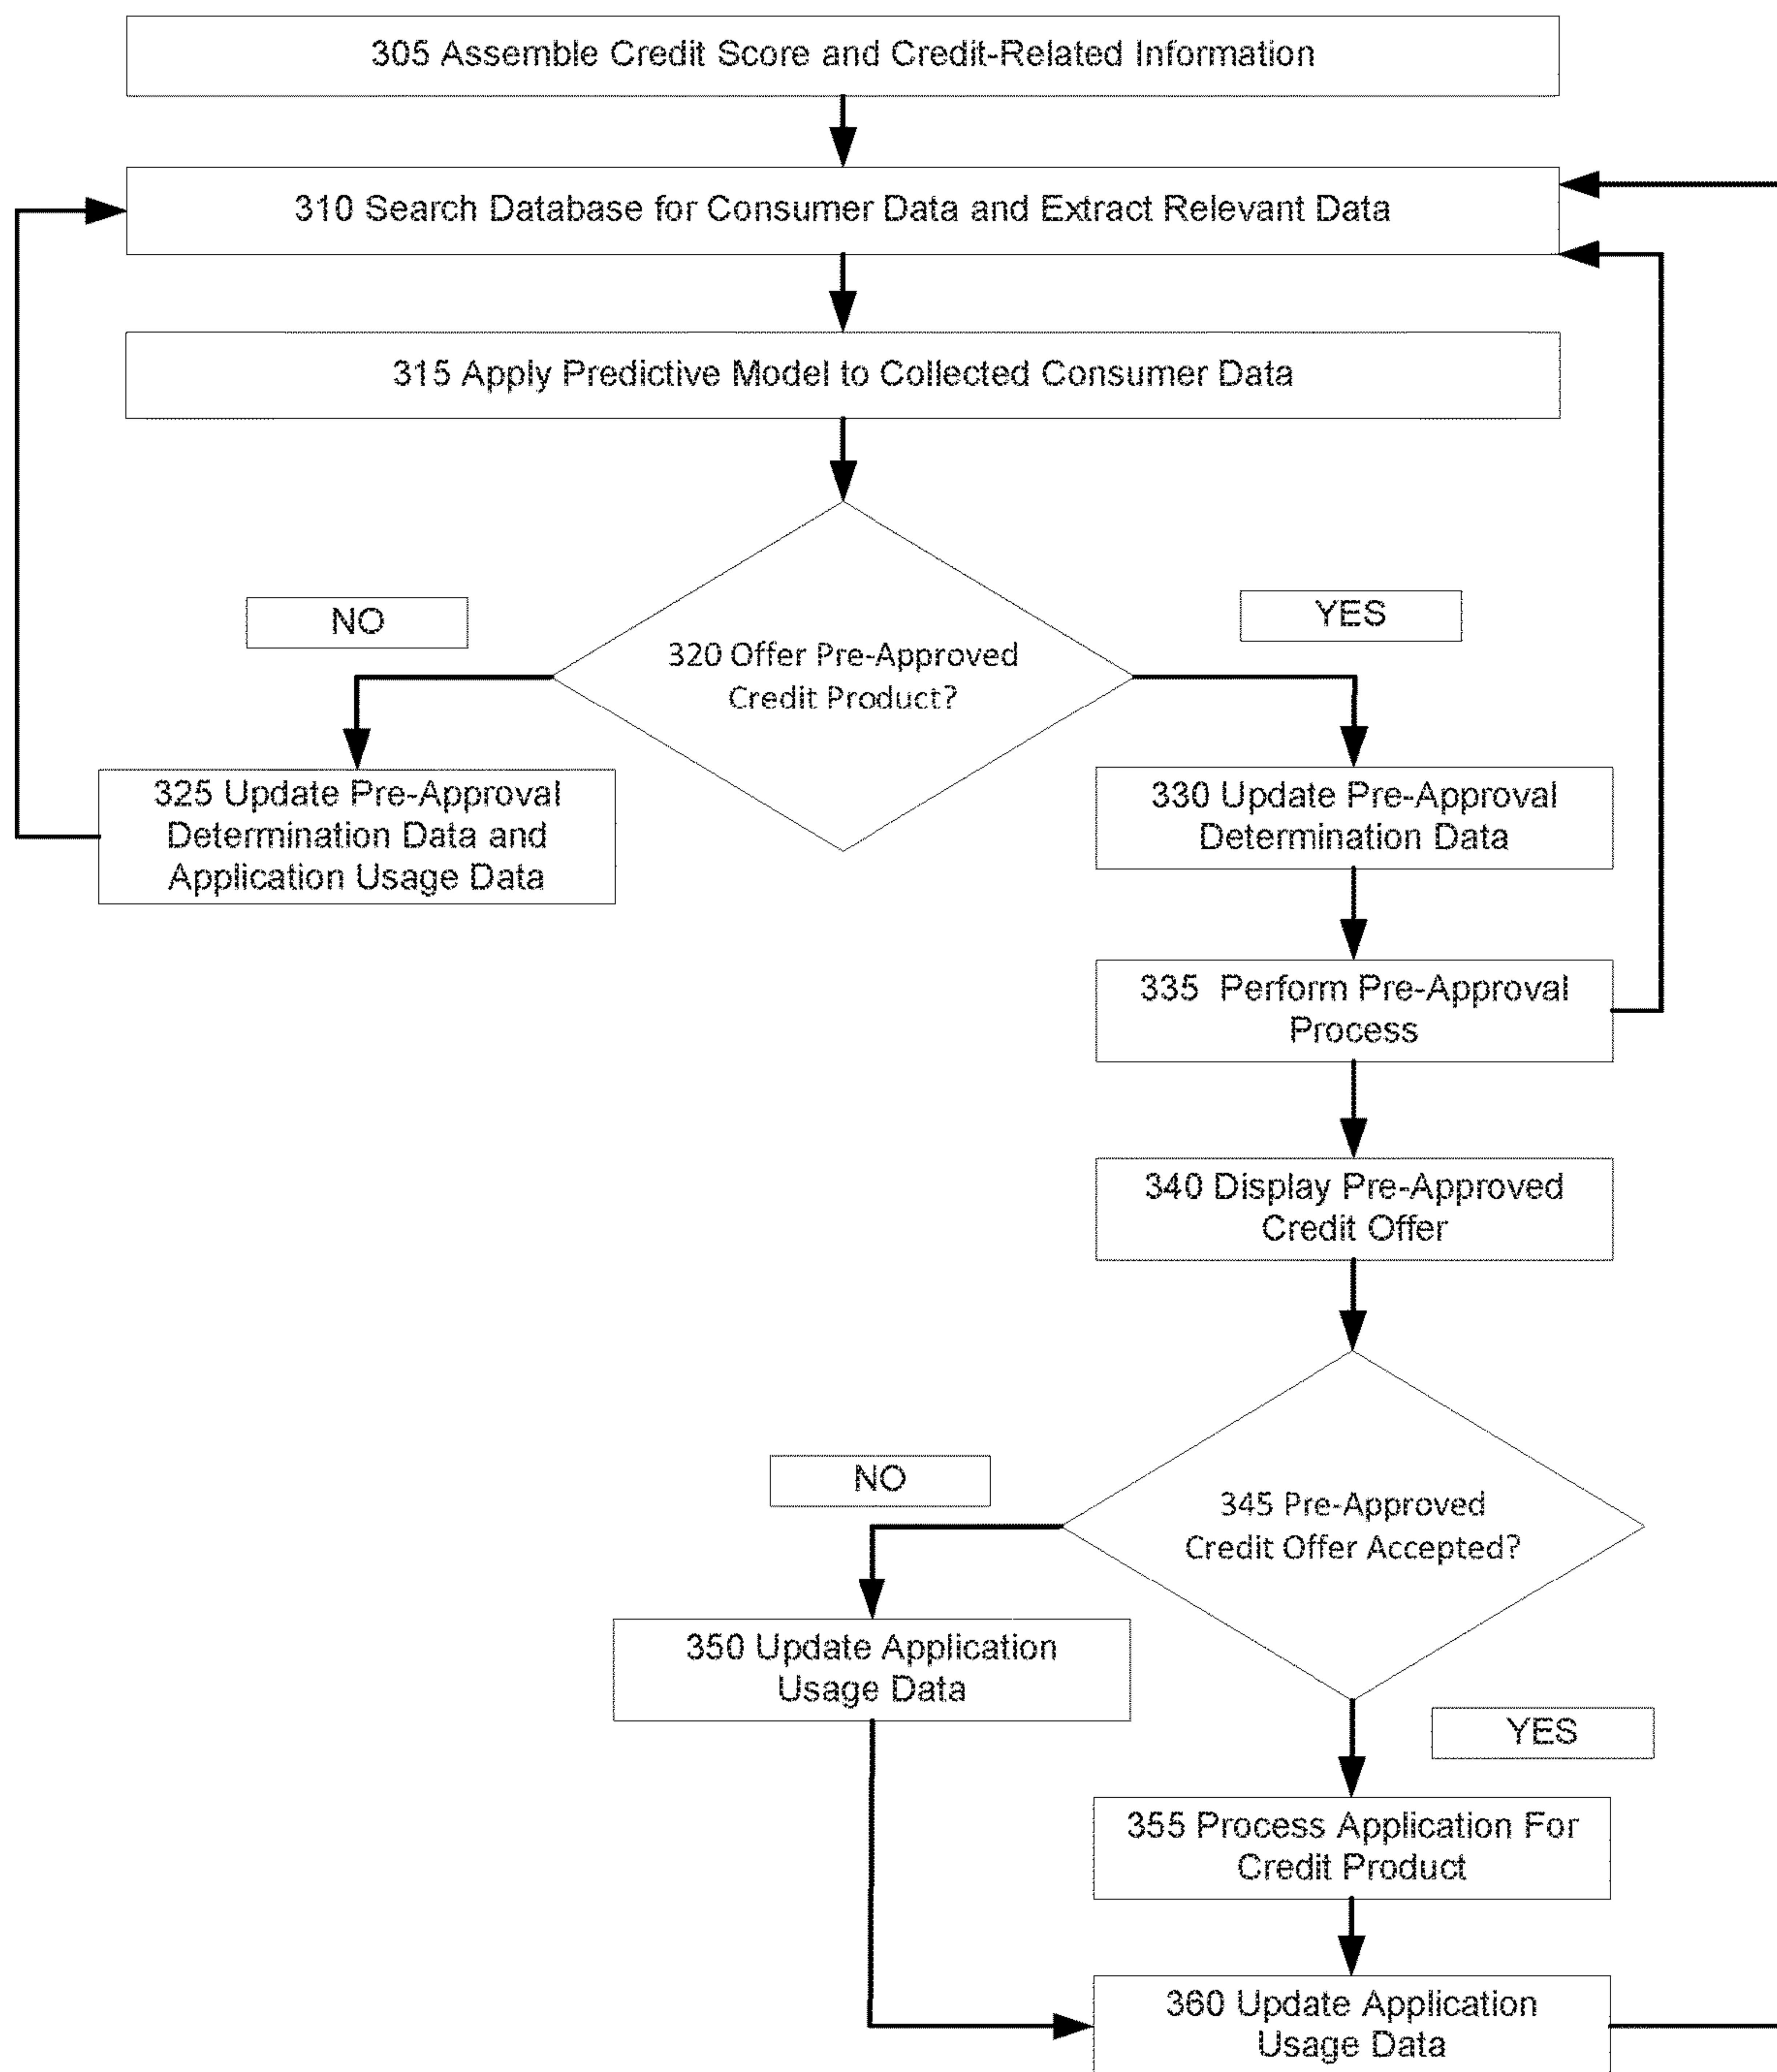 305 Assemble Credit Score and Credit-Related Information
310 Search Database for Consumer Data and Extract Relevant Data
315 Apply Predictive Model to Collected Consumer Data
NO
YES
320 Offer Pre-Approved
Credit Product?
325 Update Pre-Approval
Determination Data and
Application Usage Data
330 Update Pre-Approval
Determination Data
335 Perform Pre-Approval
Process
340 Display Pre-Approved
Credit Offer
NO
345 Pre-Approved
Credit Offer Accepted?
350 Update Application
Usage Data
YES
355 Process Application For
Credit Product
360 Update Application
Usage Data